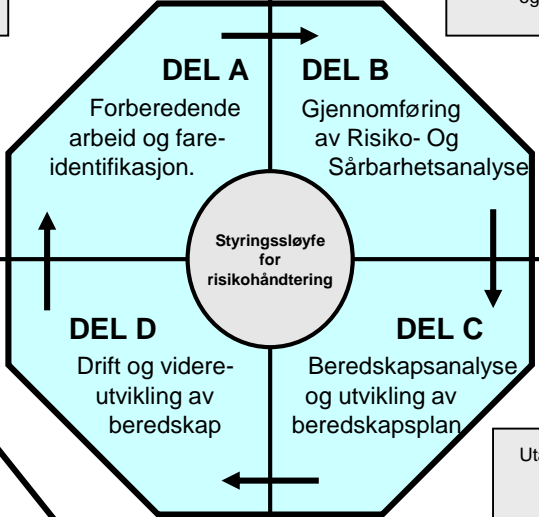 og
DEL A
Forberedende
arbeid og fare-
identifikasjon.
DEL B
Gjennomføring
av Risiko- Og
Sårbarhetsanalyse
Styringssløyfe
for
risikohåndtering
DEL D
Drift og videre-
utvikling av
beredskap
DEL C
Beredskapsanalyse
og utvikling av
beredskapsplan